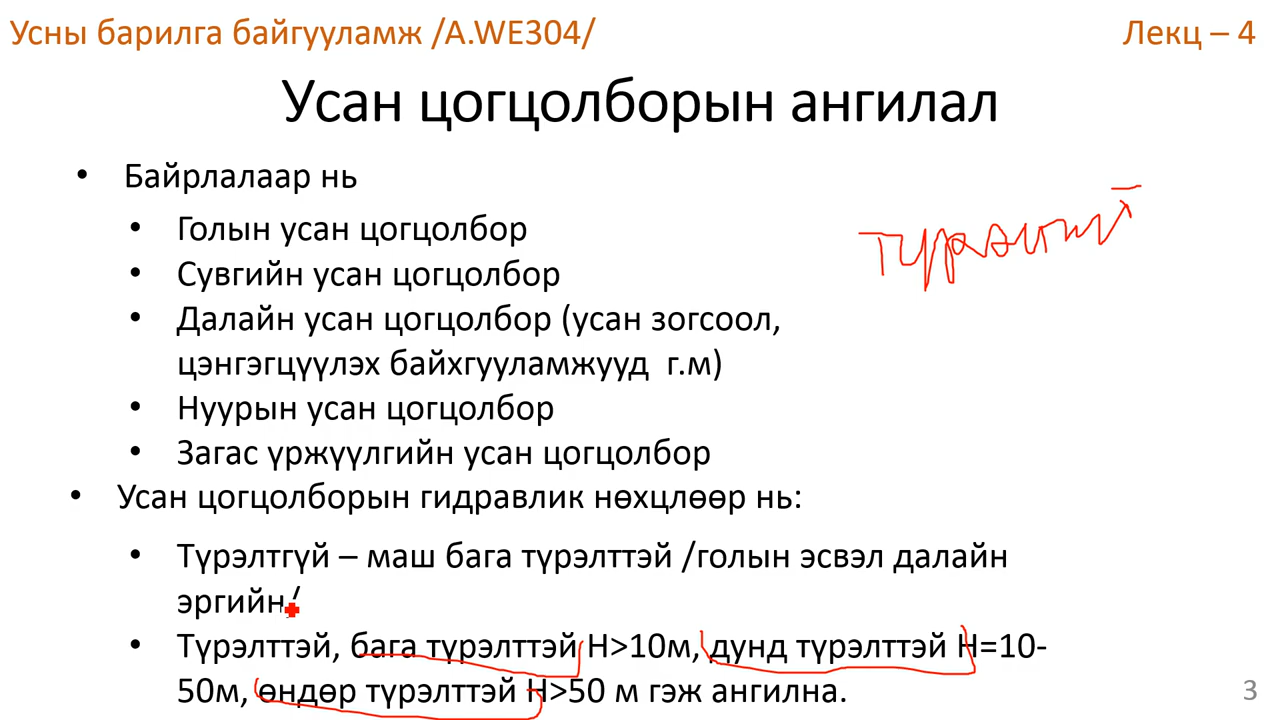 Усны барилга байгууламж /A.WE304/
Лекц – 4
Усан цогцолборын ангилал
• Байрлалаар нь
• Голын усан цогцолбор
• Сувгийн усан цогцолбор
• Далайн усан цогцолбор (усан зогсоол,
цэнгэгцүүлэх байхгууламжууд г.м)
• Нуурын усан цогцолбор
• Загас үржүүлгийн усан цогцолбор
• Усан цогцолборын гидравлик нөхцлөөр нь:
• Түрэлтгүй – маш бага түрэлттэй /голын эсвэл далайн
эргийн/
• Түрэлттэй, бага түрэлттэй H>10м, дунд түрэлттэй H=10-
50м, өндөр түрэлттэй H>50 м гэж ангилна.
3